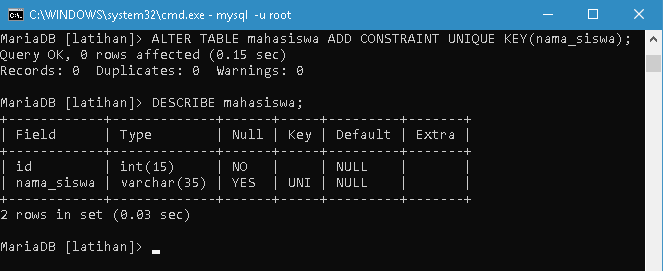 C:\WINDOWS\system32\cmd.exe - mysql -u root
MariaDB [latihan]> ALTER TABLE mahasiswa ADD CONSTRAINT UNIQUE KEY(nama_siswa);
Query OK, 0 rows affected (0.15 sec)
Records: 0  Duplicates: 0  Warnings: 0
MariaDB [latihan]> DESCRIBE mahasiswa;
+------------+-------------+------+-----+---------+-------+
| Field      | Type        | Null | Key | Default | Extra |
+------------+-------------+------+-----+---------+-------+
| id         | int(15)     | NO   |     | NULL    |       |
| nama_siswa | varchar(35) | YES  | UNI | NULL    |       |
+------------+-------------+------+-----+---------+-------+
2 rows in set (0.03 sec)
MariaDB [latihan]> _